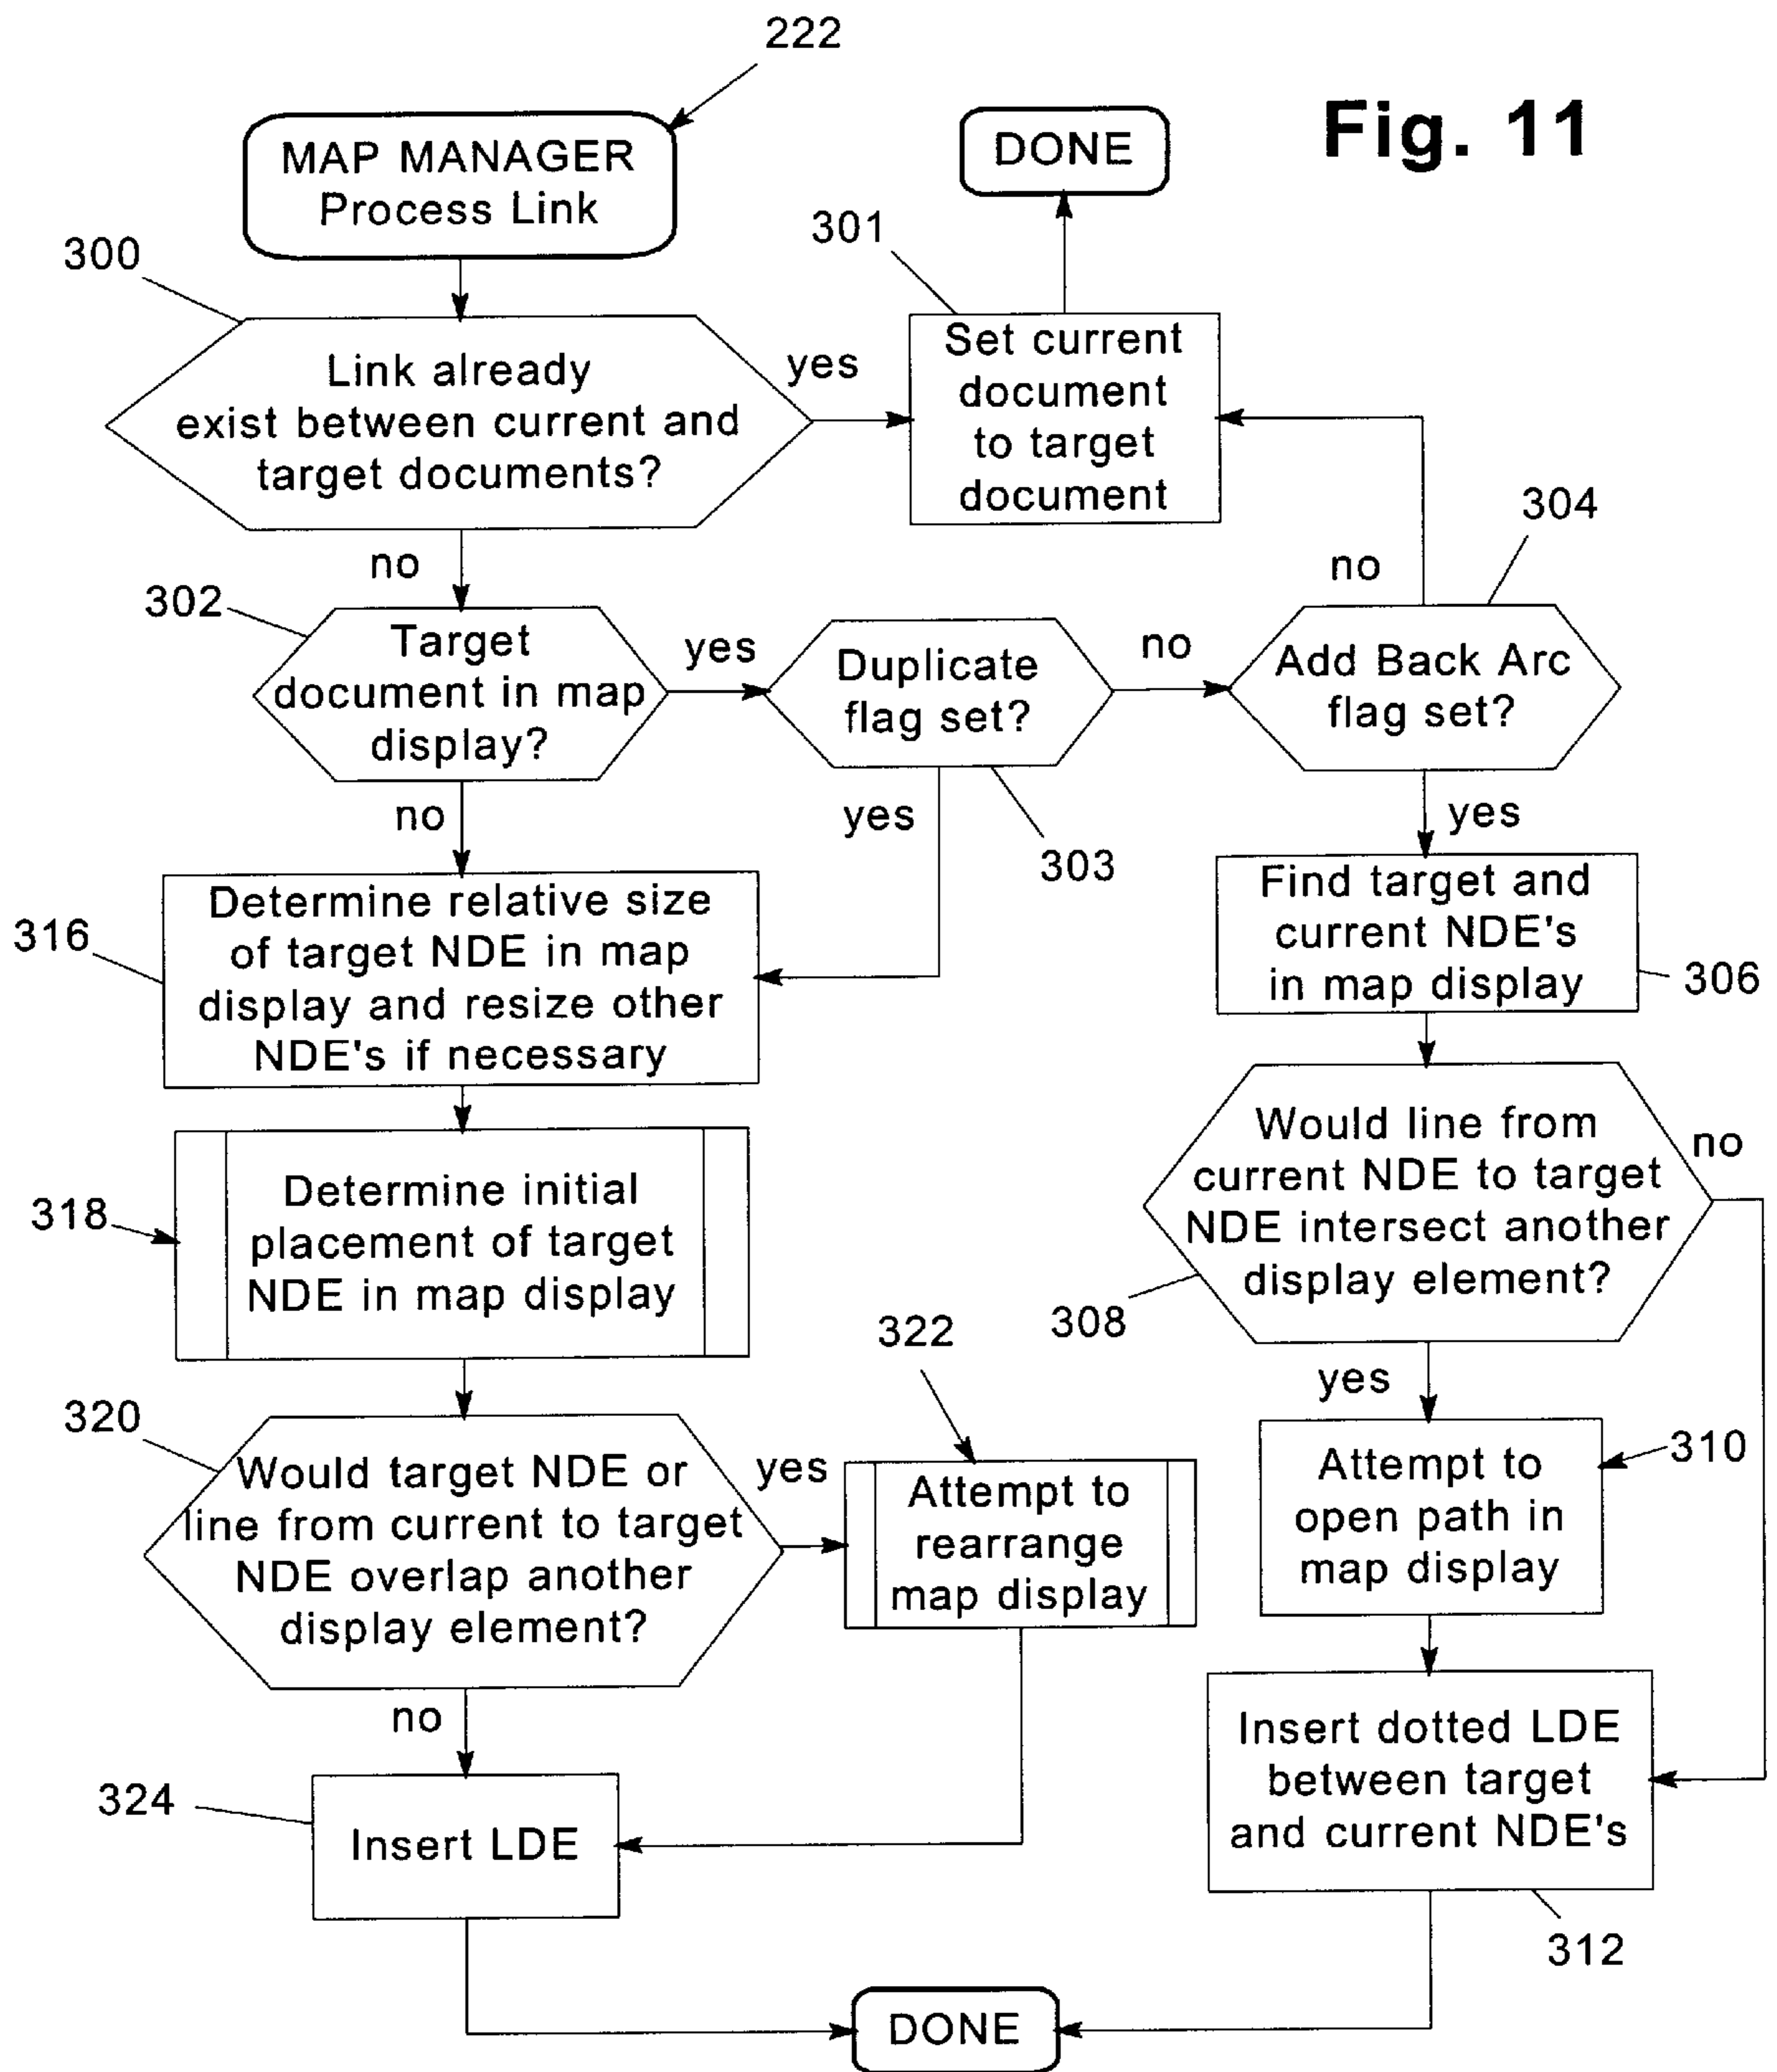 222
Fig. 11
MAP MANAGER
Process Link
DONE
300
301
Link already
exist between current and
target documents?
yes
Set current
document
to target
document
no
304
no
302
Target
document in map
display?
yes
Duplicate
flag set?
no
Add Back Arc
flag set?
no
yes
303
yes
316
Determine relative size
of target NDE in map
display and resize other
NDE's if necessary
Find target and
current NDE's
in map display
306
318
Determine initial
placement of target
NDE in map display
Would line from
current NDE to target
NDE intersect another
display element?
no
308
yes
322
320
Would target NDE or
line from current to target
NDE overlap another
display element?
yes
Attempt to
rearrange
map display
Attempt to
open path in
map display
310
no
324
Insert LDE
Insert dotted LDE
between target
and current NDE's
312
DONE